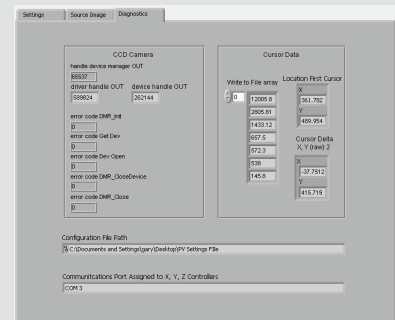 Settings
Source Image
Diagnostics
CCD Camera
handle device manager OUT
65537
driver handle OUT
device handle OUT
589824
262144
error code DMR_Init
0
error code Get Dev
0
error code Dev Open
0
error code DMR_CloseDevice
0
error code DMR_Close
0
Cursor Data
Write to File array
0
12005.8
2805.81
1433.12
657.5
572.3
538
145.8
Location First Cursor
X
361.782
Y
489.954
Cursor Delta
X, Y (raw) 2
X
-37.7512
Y
415.719
Configuration File Path
C:\Documents and Settings\gary\Desktop\PV Settings File
Communitcations Port Assigned to X, Y, Z Controllers
COM 3